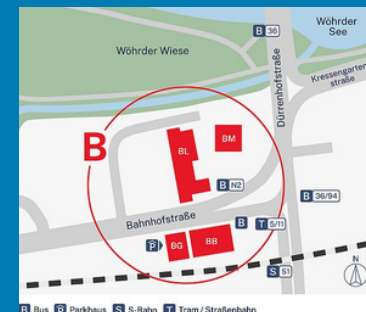 Wöhrder Wiese
B 36
Wöhrder
See
Kressengarten-
straße
Dürrenhofstraße
B
BL
BM
B N2
B 36/94
Bahnhofstraße
B T 5/11
P BG BB
S S1
N
B Bus P Parkhaus S S-Bahn T Tram / Straßenbahn